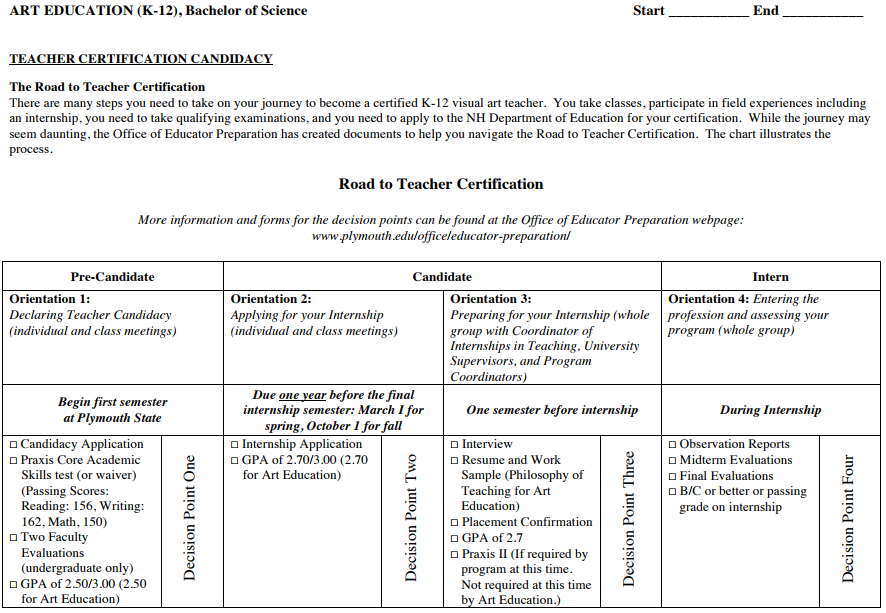 ART EDUCATION (K-12), Bachelor of Science Start ___________ End ___________
TEACHER CERTIFICATION CANDIDACY
The Road to Teacher Certification
There are many steps you need to take on your journey to become a certified K-12 visual art teacher. You take classes, participate in field experiences including
an internship, you need to take qualifying examinations, and you need to apply to the NH Department of Education for your certification. While the journey may
seem daunting, the Office of Educator Preparation has created documents to help you navigate the Road to Teacher Certification. The chart illustrates the
process.
Road to Teacher Certification
More information and forms for the decision points can be found at the Office of Educator Preparation webpage:
www.plymouth.edu/office/educator-preparation/
Pre-Candidate
Candidate
Intern
Orientation 1:
Declaring Teacher Candidacy
(individual and class meetings)
Orientation 2:
Applying for your Internship
(individual and class meetings)
Orientation 3:
Preparing for your Internship (whole
group with Coordinator of
Internships in Teaching, University
Supervisors, and Program
Coordinators)
Orientation 4: Entering the
profession and assessing your
program (whole group)
Begin first semester
at Plymouth State
Due one year before the final
internship semester: March I for
spring, October 1 for fall
One semester before internship
During Internship
□ Candidacy Application
□ Praxis Core Academic
Skills test (or waiver)
(Passing Scores:
Reading: 156, Writing:
162, Math, 150)
□ Two Faculty
Evaluations
(undergraduate only)
□ GPA of 2.50/3.00 (2.50
for Art Education)
Decision Point One
□ Internship Application
□ GPA of 2.70/3.00 (2.70
for Art Education)
Decision Point Two
□ Interview
□ Resume and Work
Sample (Philosophy of
Teaching for Art
Education)
□ Placement Confirmation
□ GPA of 2.7
□ Praxis II (If required by
program at this time.
Not required at this time
by Art Education.)
Decision Point Three
□ Observation Reports
□ Midterm Evaluations
□ Final Evaluations
□ B/C or better or passing
grade on internship
Decision Point Four